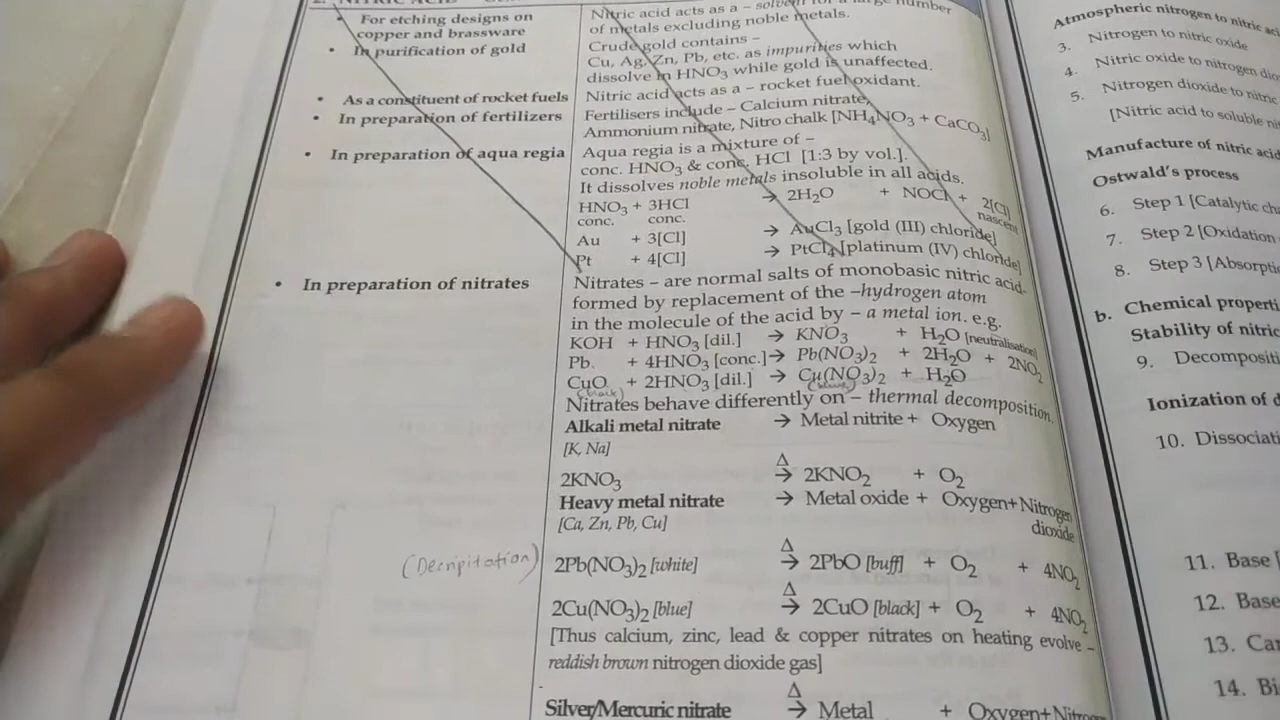 2. NITRIC ACID
• For etching designs on copper and brassware
Nitric acid acts as a – solvent for a large number
of metals excluding noble metals.
• In purification of gold
Crude gold contains –
Cu, Ag, Zn, Pb, etc. as impurities which
dissolve in HNO3 while gold is unaffected.
• As a constituent of rocket fuels
Nitric acid acts as a – rocket fuel oxidant.
• In preparation of fertilizers
Fertilisers include – Calcium nitrate,
Ammonium nitrate, Nitro chalk [NH4NO3 + CaCO3]
• In preparation of aqua regia
Aqua regia is a mixture of –
conc. HNO3 & conc. HCl [1:3 by vol.].
It dissolves noble metals insoluble in all acids.
HNO3 + 3HCl → 2H2O + NOCl + 2[Cl]
conc. conc. nascent
Au + 3[Cl] → AuCl3 [gold (III) chloride]
Pt + 4[Cl] → PtCl4 [platinum (IV) chloride]
• In preparation of nitrates
Nitrates – are normal salts of monobasic nitric acid
formed by replacement of the –hydrogen atom
in the molecule of the acid by – a metal ion. e.g.
KOH + HNO3 [dil.] → KNO3 + H2O [neutralisation]
Pb + 4HNO3 [conc.] → Pb(NO3)2 + 2H2O + 2NO2
CuO + 2HNO3 [dil.] → Cu(NO3)2 + H2O
(black)
Nitrates behave differently on – thermal decomposition.
Alkali metal nitrate → Metal nitrite + Oxygen
[K, Na]
2KNO3 Δ→ 2KNO2 + O2
Heavy metal nitrate → Metal oxide + Oxygen+Nitrogen dioxide
[Ca, Zn, Pb, Cu]
(Decripitation)
2Pb(NO3)2 [white] Δ→ 2PbO [buff] + O2 + 4NO2
2Cu(NO3)2 [blue] Δ→ 2CuO [black] + O2 + 4NO2
[Thus calcium, zinc, lead & copper nitrates on heating evolve –
reddish brown nitrogen dioxide gas]
Silver/Mercuric nitrate Δ→ Metal + Oxygen+Nitrogen
Atmospheric nitrogen to nitric
3. Nitrogen to nitric oxide
4. Nitric oxide to nitrogen
5. Nitrogen dioxide to nitric
[Nitric acid to soluble
Manufacture of nitric acid
Ostwald's process
6. Step 1 [Catalytic
7. Step 2 [Oxidation
8. Step 3 [Absorpti
b. Chemical properti
Stability of nitric
9. Decompositi
Ionization of
10. Dissociati
11. Base
12. Base
13.
14.